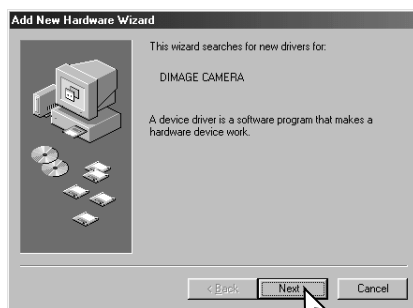 Add New Hardware Wizard
This wizard searches for new drivers for:
DIMAGE CAMERA
A device driver is a software program that makes a
hardware device work.
< Back
Next
Cancel